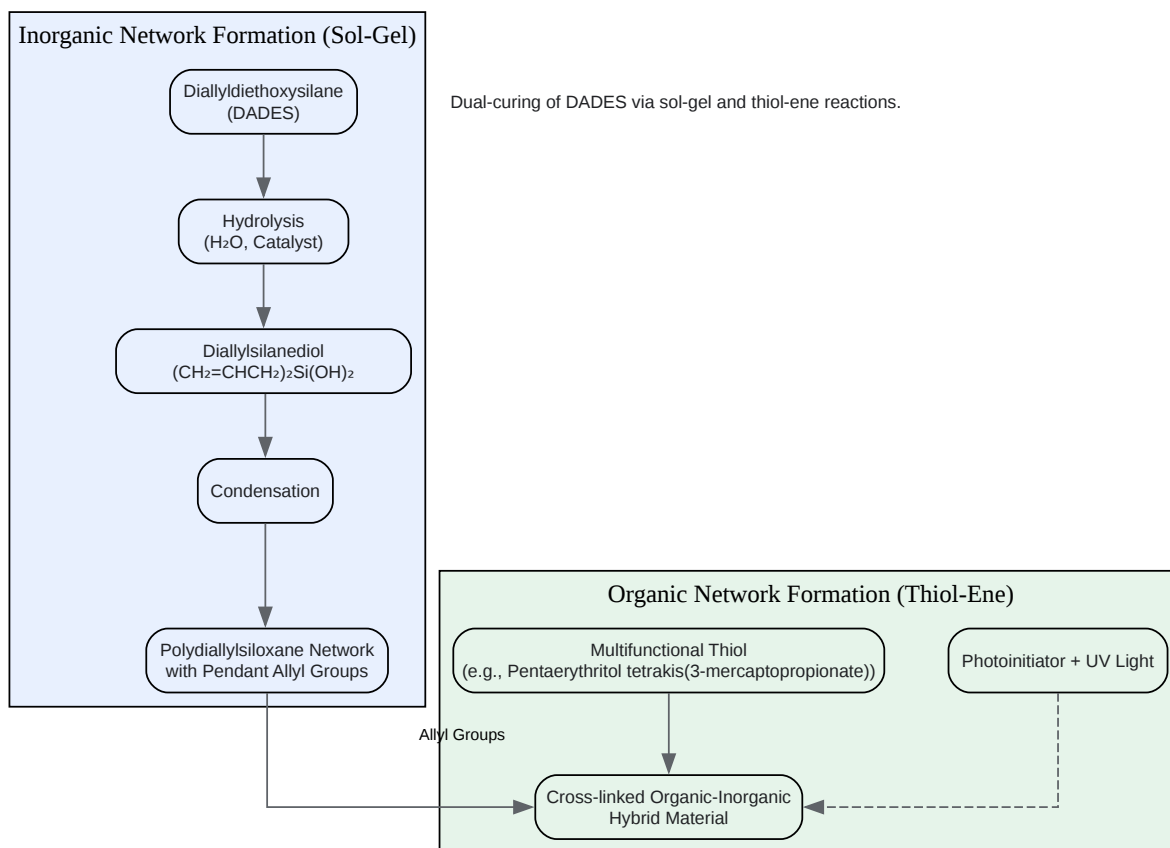 Inorganic Network Formation (Sol-Gel)
Diallyldiethoxysilane
(DADES)
Dual-curing of DADES via sol-gel and thiol-ene reactions.
Hydrolysis
(H₂O, Catalyst)
Diallylsilanediol
(CH₂=CHCH₂)₂Si(OH)₂
Condensation
Polydiallylsiloxane Network
with Pendant Allyl Groups
Organic Network Formation (Thiol-Ene)
Multifunctional Thiol
(e.g., Pentaerythritol tetrakis(3-mercaptopropionate))
Photoinitiator + UV Light
Allyl Groups
Cross-linked Organic-Inorganic
Hybrid Material